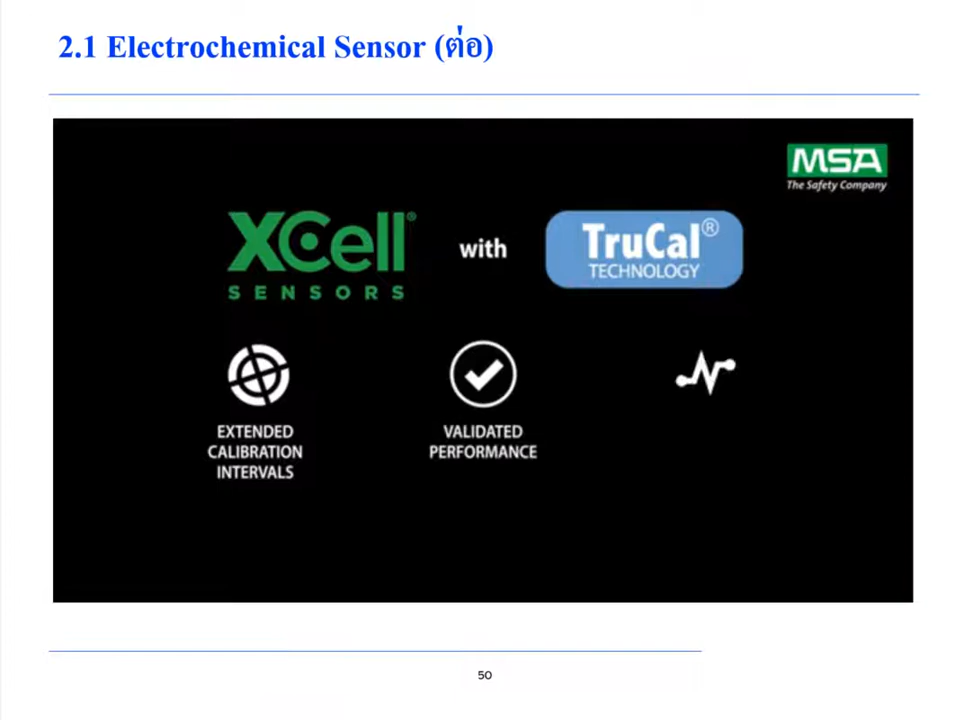 2.1 Electrochemical Sensor (ต่อ)
MSA
The Safety Company
XCell®
SENSORS
with
TruCal®
TECHNOLOGY
EXTENDED
CALIBRATION
INTERVALS
VALIDATED
PERFORMANCE
50